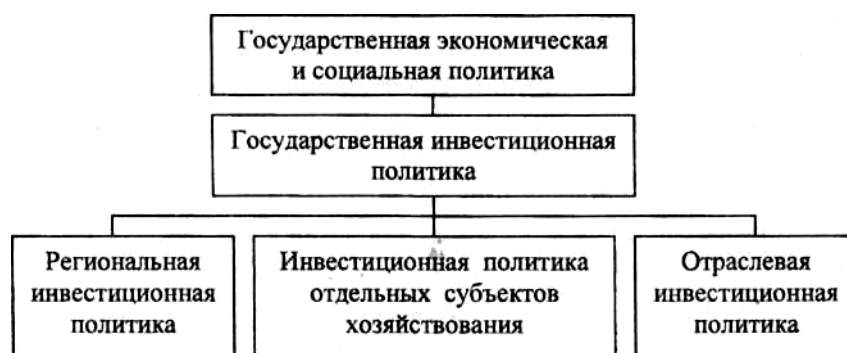 Государственная экономическая
и социальная политика
Государственная инвестиционная
политика
Региональная
инвестиционная
политика
Инвестиционная политика
отдельных субъектов
хозяйствования
Отраслевая
инвестиционная
политика